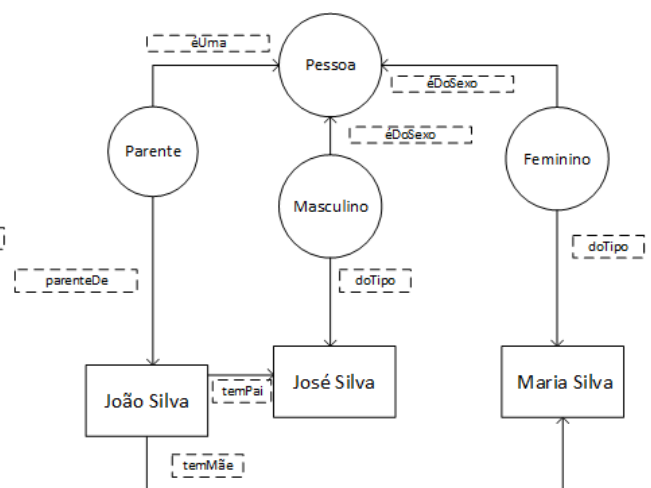 éUma
Pessoa
éDoSexo
éDoSexo
Parente
Feminino
Masculino
doTipo
parenteDe
doTipo
João Silva
temPai
José Silva
Maria Silva
temMãe